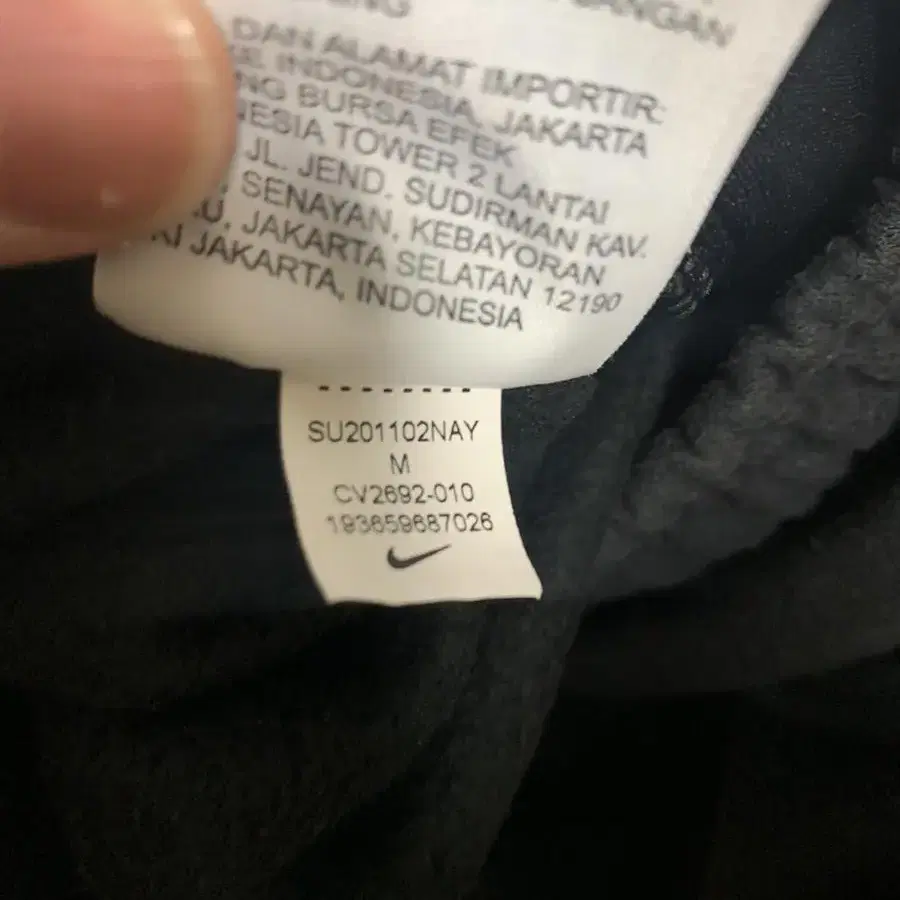 DAN ALAMAT IMPORTIR:
INDONESIA, JAKARTA
BURSA EFEK
TOWER 2 LANTAI
JL. JEND. SUDIRMAN KAV.
SENAYAN, KEBAYORAN
JAKARTA SELATAN 12190
JAKARTA, INDONESIA
SU201102NAY
M
CV2692-010
193659687026